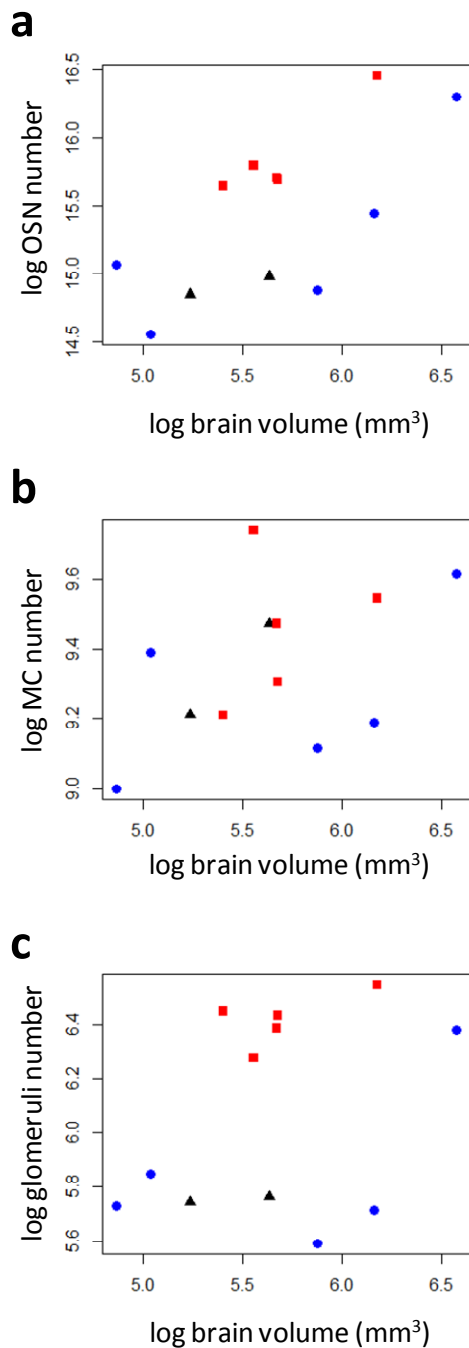 a
log OSN number
16.5
16.0
15.5
15.0
14.5
5.0 5.5 6.0 6.5
log brain volume (mm³)
b
log MC number
9.6
9.4
9.2
9.0
5.0 5.5 6.0 6.5
log brain volume (mm³)
c
log glomeruli number
6.4
6.2
6.0
5.8
5.6
5.0 5.5 6.0 6.5
log brain volume (mm³)